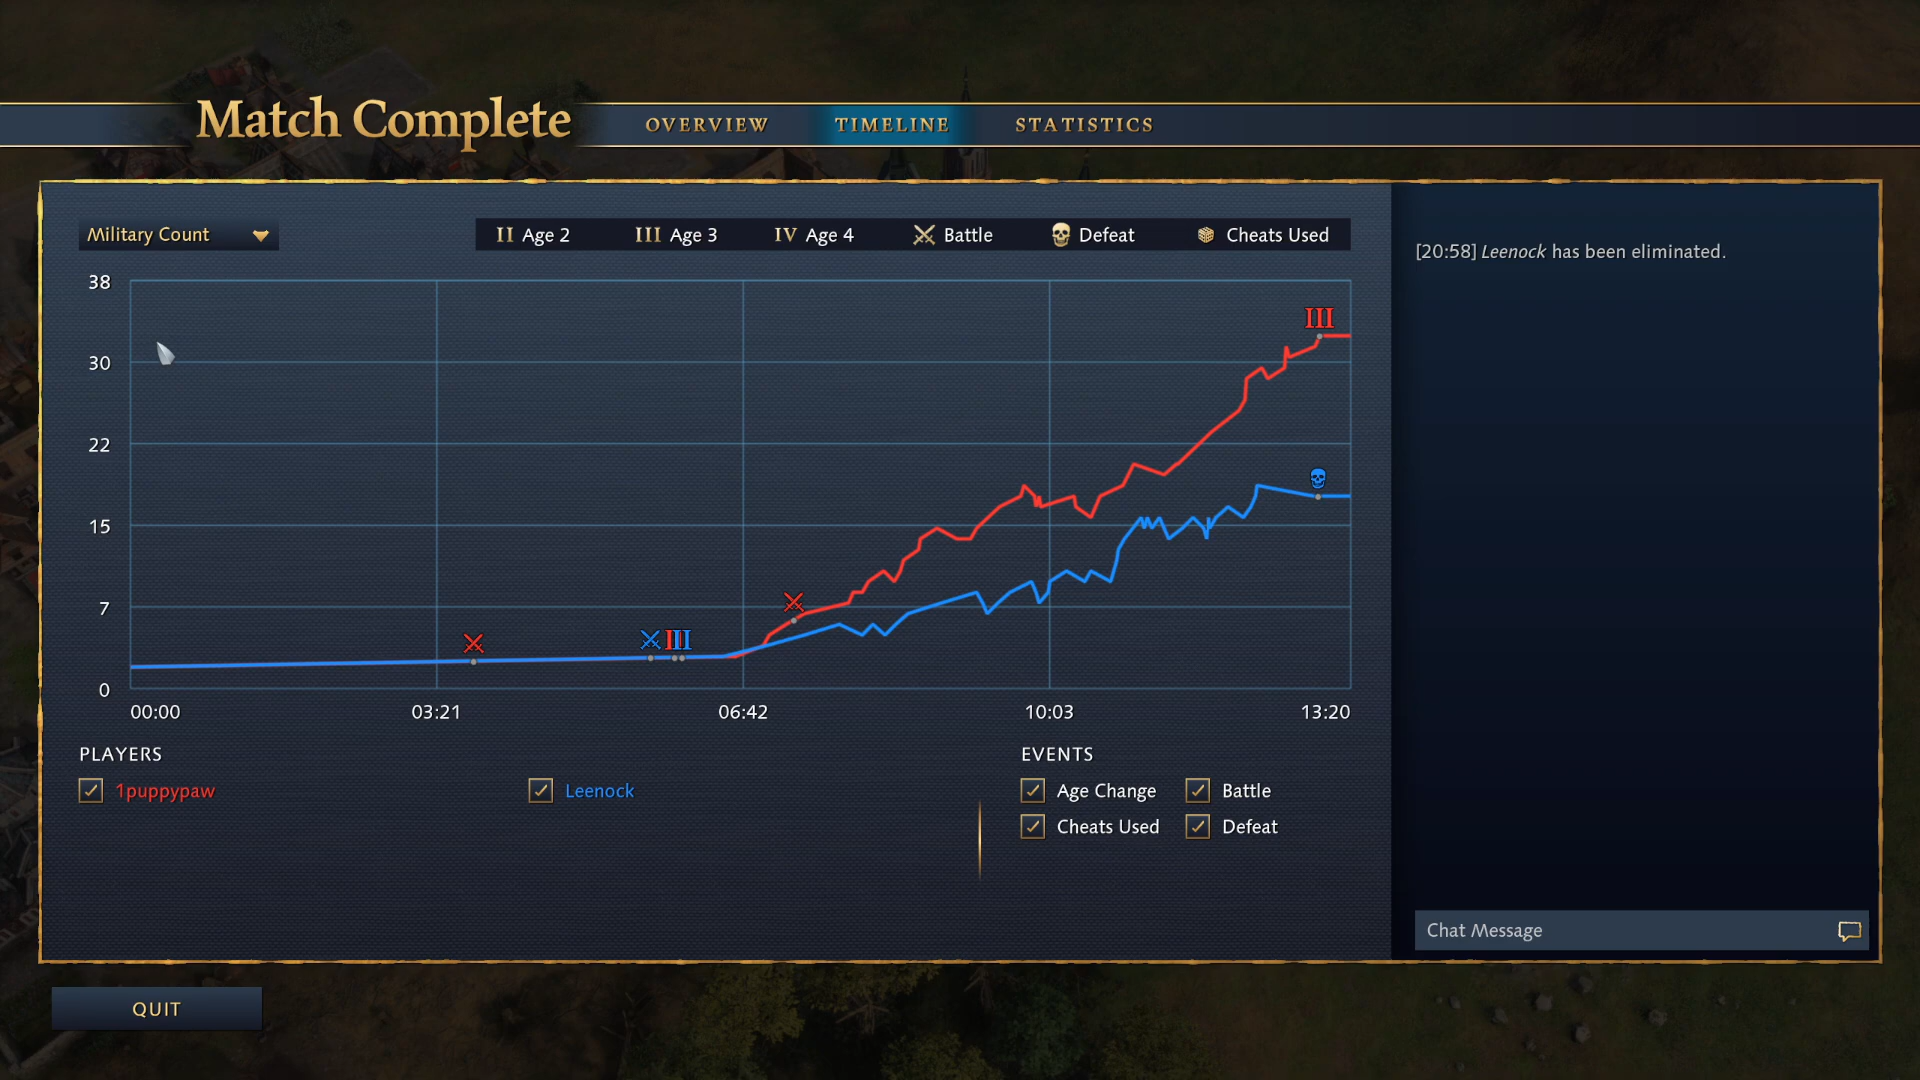 Match Complete
OVERVIEW
TIMELINE
STATISTICS
Military Count
II Age 2
III Age 3
IV Age 4
Battle
Defeat
Cheats Used
[20:58] Leenock has been eliminated.
38
30
22
15
7
0
III
III
00:00
03:21
06:42
10:03
13:20
PLAYERS
1puppypaw
Leenock
EVENTS
Age Change
Battle
Cheats Used
Defeat
Chat Message
QUIT